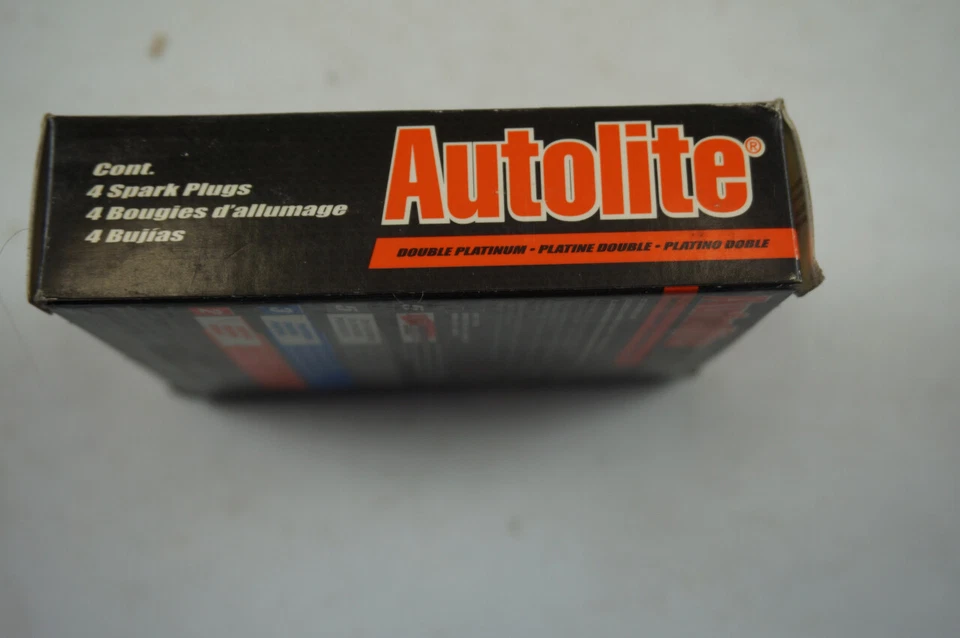 Cont.
4 Spark Plugs
4 Bougies d'allumage
4 Bujías
Autolite®
DOUBLE PLATINUM - PLATINE DOUBLE - PLATINO DOBLE